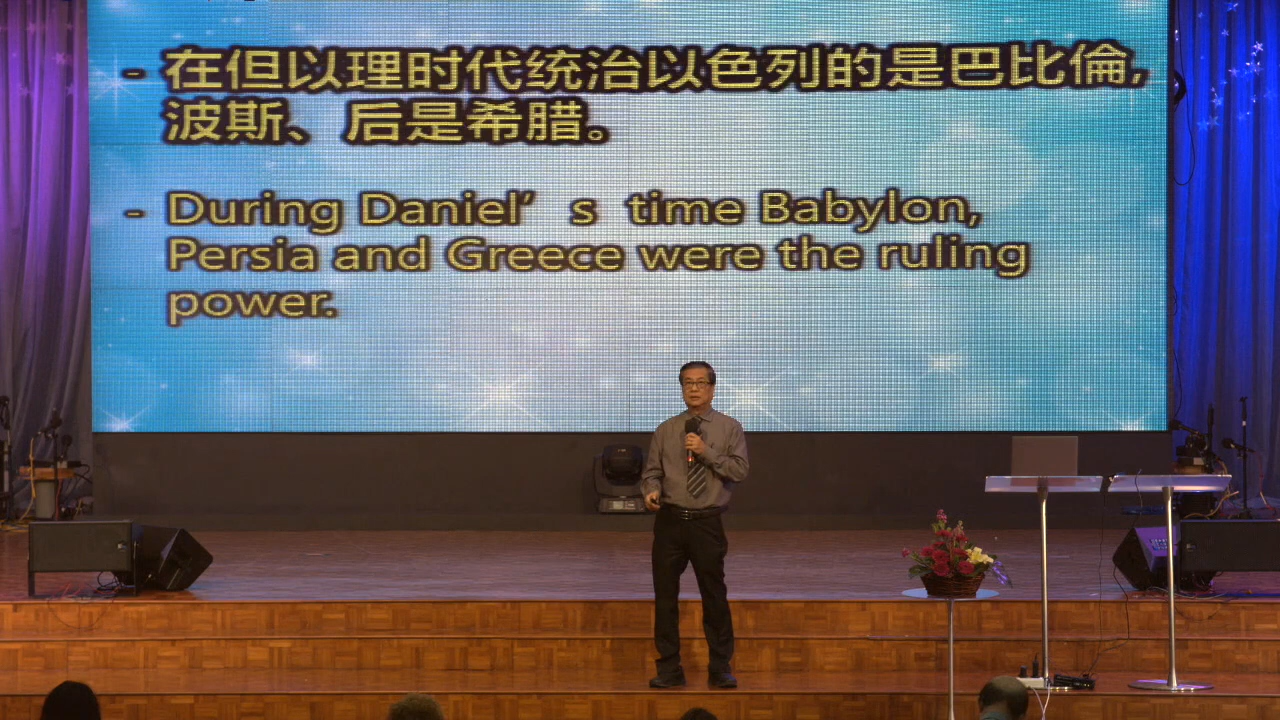 - 在但以理时代统治以色列的是巴比倫,
波斯、后是希腊。
- During Daniel’s time Babylon,
Persia and Greece were the ruling
power.